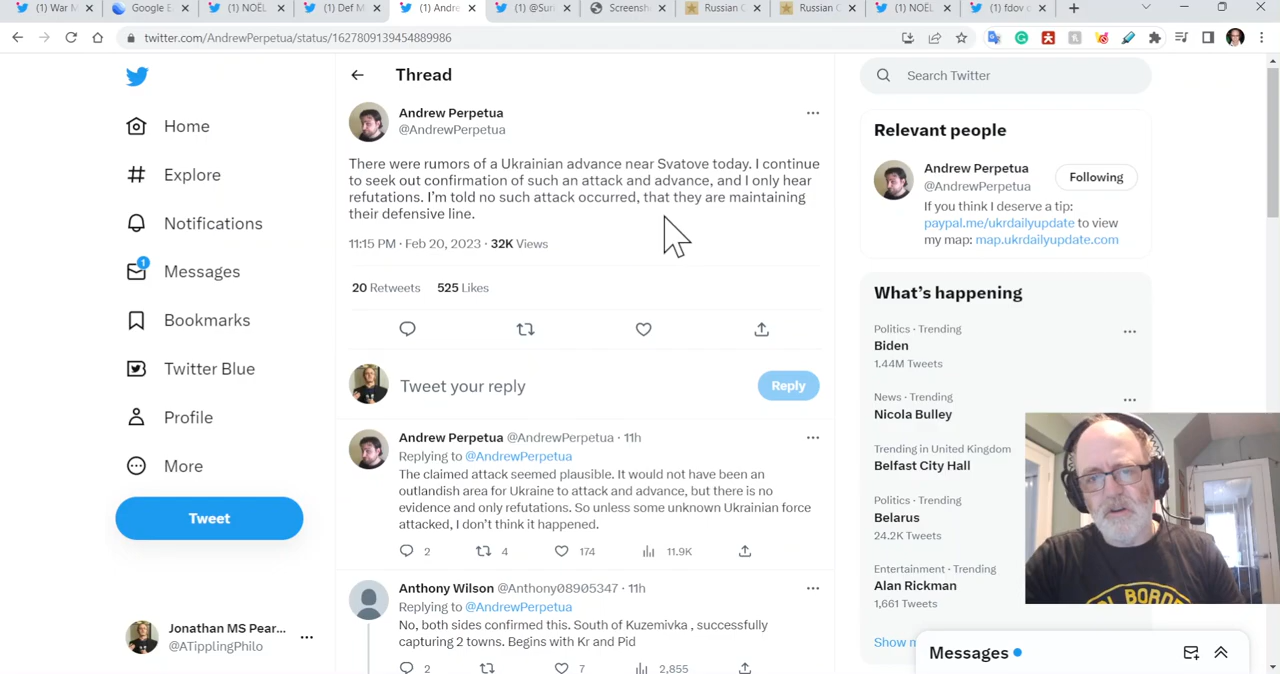 (1) War M
Google E
(1) NOËL
(1) Def M
(1) Andre
(1) @Suri
Screensh
Russian C
Russian C
(1) NOËL
(1) fdov c
twitter.com/AndrewPerpetua/status/1627809139454889986
Home
Explore
Notifications
1
Messages
Bookmarks
Twitter Blue
Profile
More
Tweet
Jonathan MS Pear...
@ATipplingPhilo
Thread
Andrew Perpetua
@AndrewPerpetua
There were rumors of a Ukrainian advance near Svatove today. I continue
to seek out confirmation of such an attack and advance, and I only hear
refutations. I'm told no such attack occurred, that they are maintaining
their defensive line.
11:15 PM · Feb 20, 2023 · 32K Views
20 Retweets 525 Likes
Tweet your reply
Reply
Andrew Perpetua @AndrewPerpetua · 11h
Replying to @AndrewPerpetua
The claimed attack seemed plausible. It would not have been an
outlandish area for Ukraine to attack and advance, but there is no
evidence and only refutations. So unless some unknown Ukrainian force
attacked, I don't think it happened.
2 4 174 11.9K
Anthony Wilson @Anthony08905347 · 11h
Replying to @AndrewPerpetua
No, both sides confirmed this. South of Kuzemivka , successfully
capturing 2 towns. Begins with Kr and Pid
2 7 2,855
Search Twitter
Relevant people
Andrew Perpetua
@AndrewPerpetua
Following
If you think I deserve a tip:
paypal.me/ukrdailyupdate to view
my map: map.ukrdailyupdate.com
What's happening
Politics · Trending
Biden
1.44M Tweets
News · Trending
Nicola Bulley
Trending in United Kingdom
Belfast City Hall
Politics · Trending
Belarus
24.2K Tweets
Entertainment · Trending
Alan Rickman
1,661 Tweets
Show
Messages